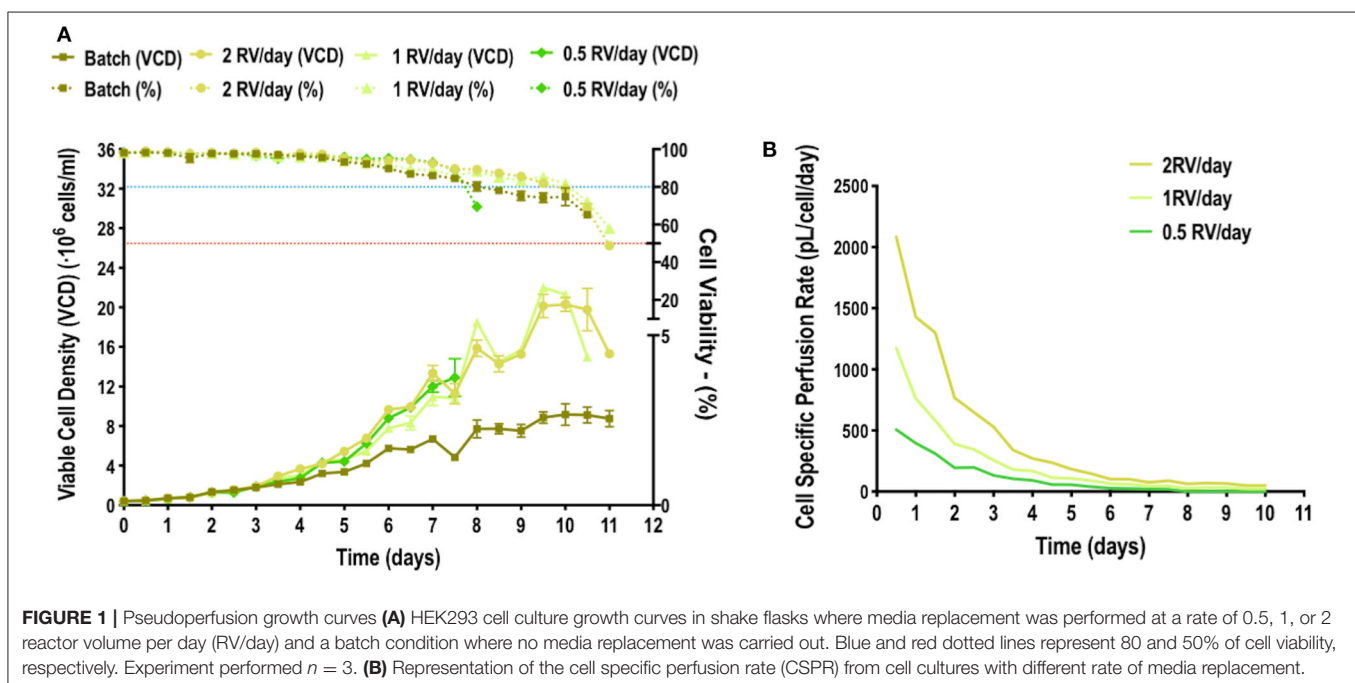 A
Batch (VCD) 2 RV/day (VCD) 1 RV/day (VCD) 0.5 RV/day (VCD)
Batch (%) 2 RV/day (%) 1 RV/day (%) 0.5 RV/day (%)
36
32
28
24
20
16
12
8
4
0
Viable Cell Density (VCD) (·10⁶ cells/ml)
100
80
60
40
20
5
0
Cell Viability - (%)
0 1 2 3 4 5 6 7 8 9 10 11 12
Time (days)
B
2RV/day
1RV/day
0.5 RV/day
2500
2000
1500
1000
500
0
Cell Specific Perfusion Rate (pL/cell/day)
0 1 2 3 4 5 6 7 8 9 10 11
Time (days)
FIGURE 1 | Pseudoperfusion growth curves (A) HEK293 cell culture growth curves in shake flasks where media replacement was performed at a rate of 0.5, 1, or 2
reactor volume per day (RV/day) and a batch condition where no media replacement was carried out. Blue and red dotted lines represent 80 and 50% of cell viability,
respectively. Experiment performed n = 3. (B) Representation of the cell specific perfusion rate (CSPR) from cell cultures with different rate of media replacement.